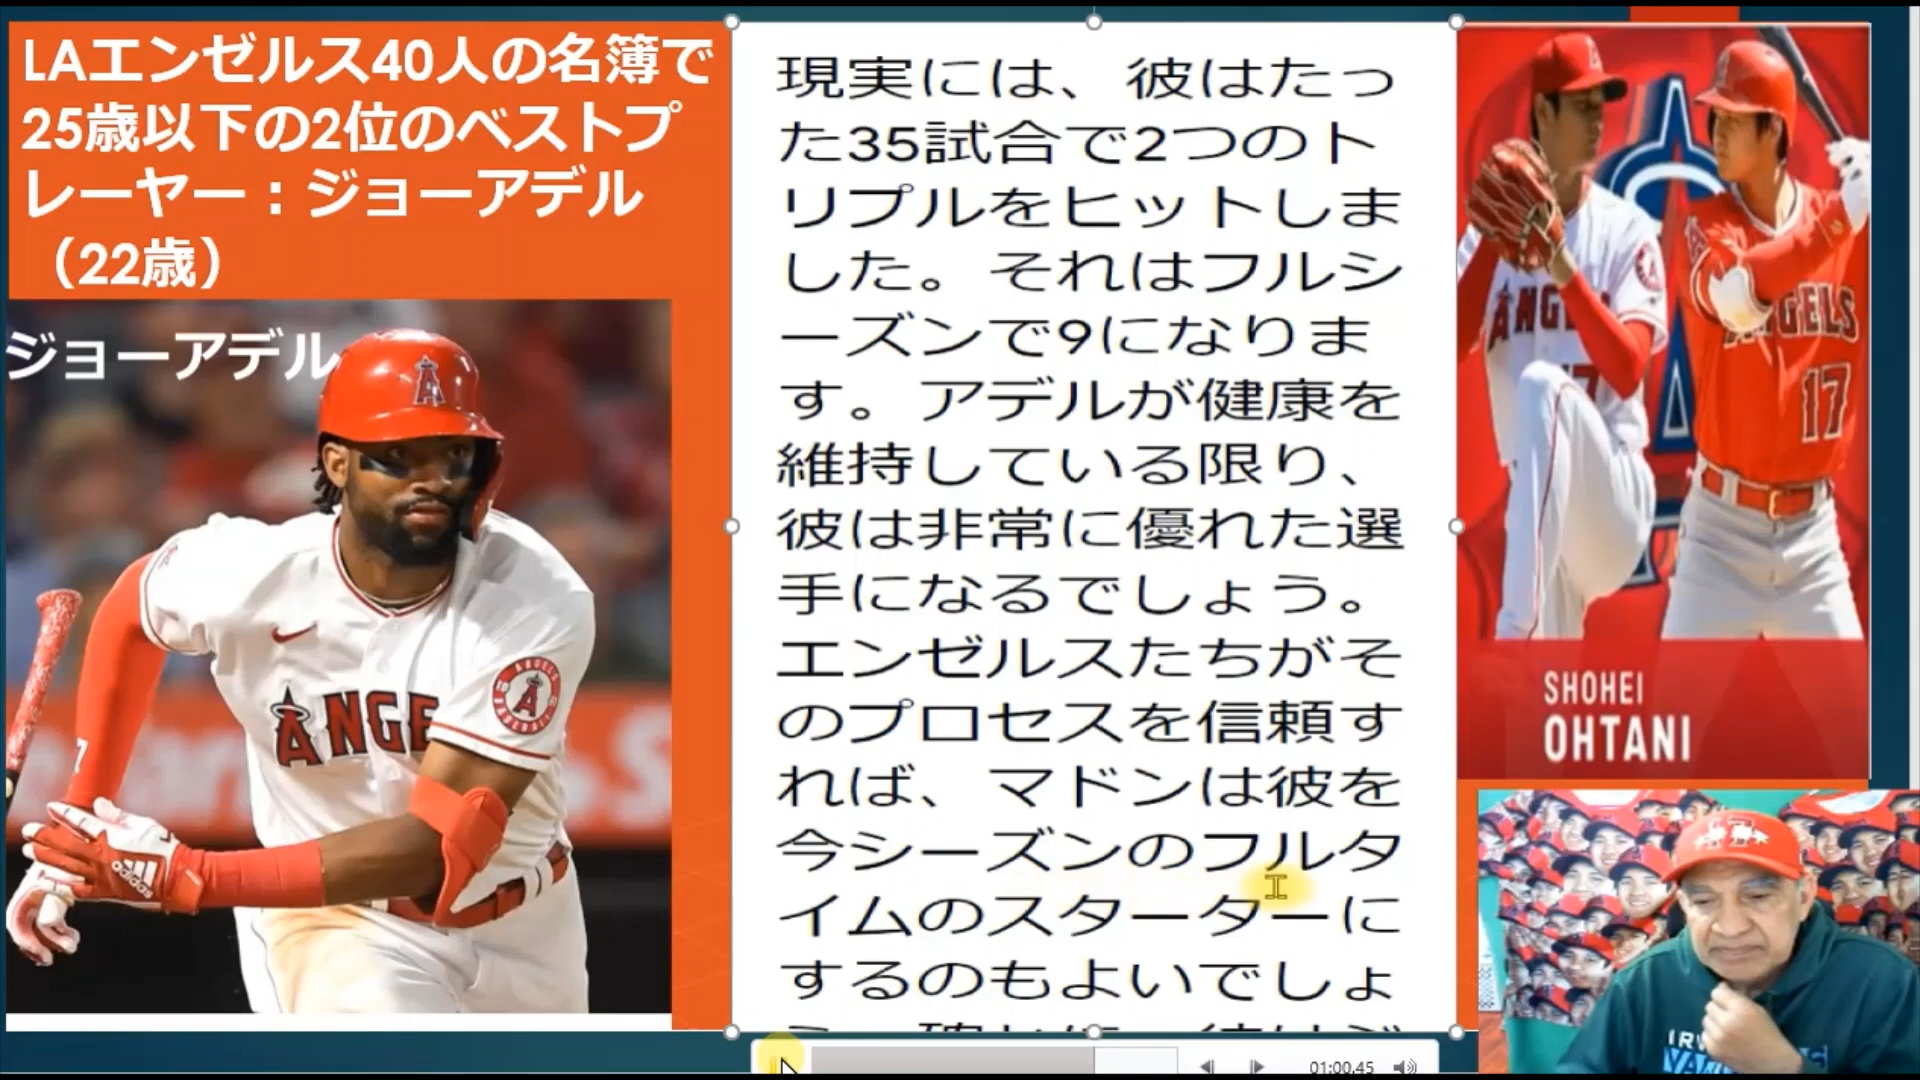 LAエンゼルス40人の名簿で
25歳以下の2位のベストプ
レーヤー：ジョーアデル
（22歳）
ジョーアデル
現実には、彼はたっ
た35試合で2つのト
リプルをヒットしま
した。それはフルシ
ーズンで9になりま
す。アデルが健康を
維持している限り、
彼は非常に優れた選
手になるでしょう。
エンゼルスたちがそ
のプロセスを信頼す
れば、マドンは彼を
今シーズンのフルタ
イムのスターターに
するのもよいでしょ
ANGE
adidas
7
ANGELS
17
SHOHEI
OHTANI
01:00.45